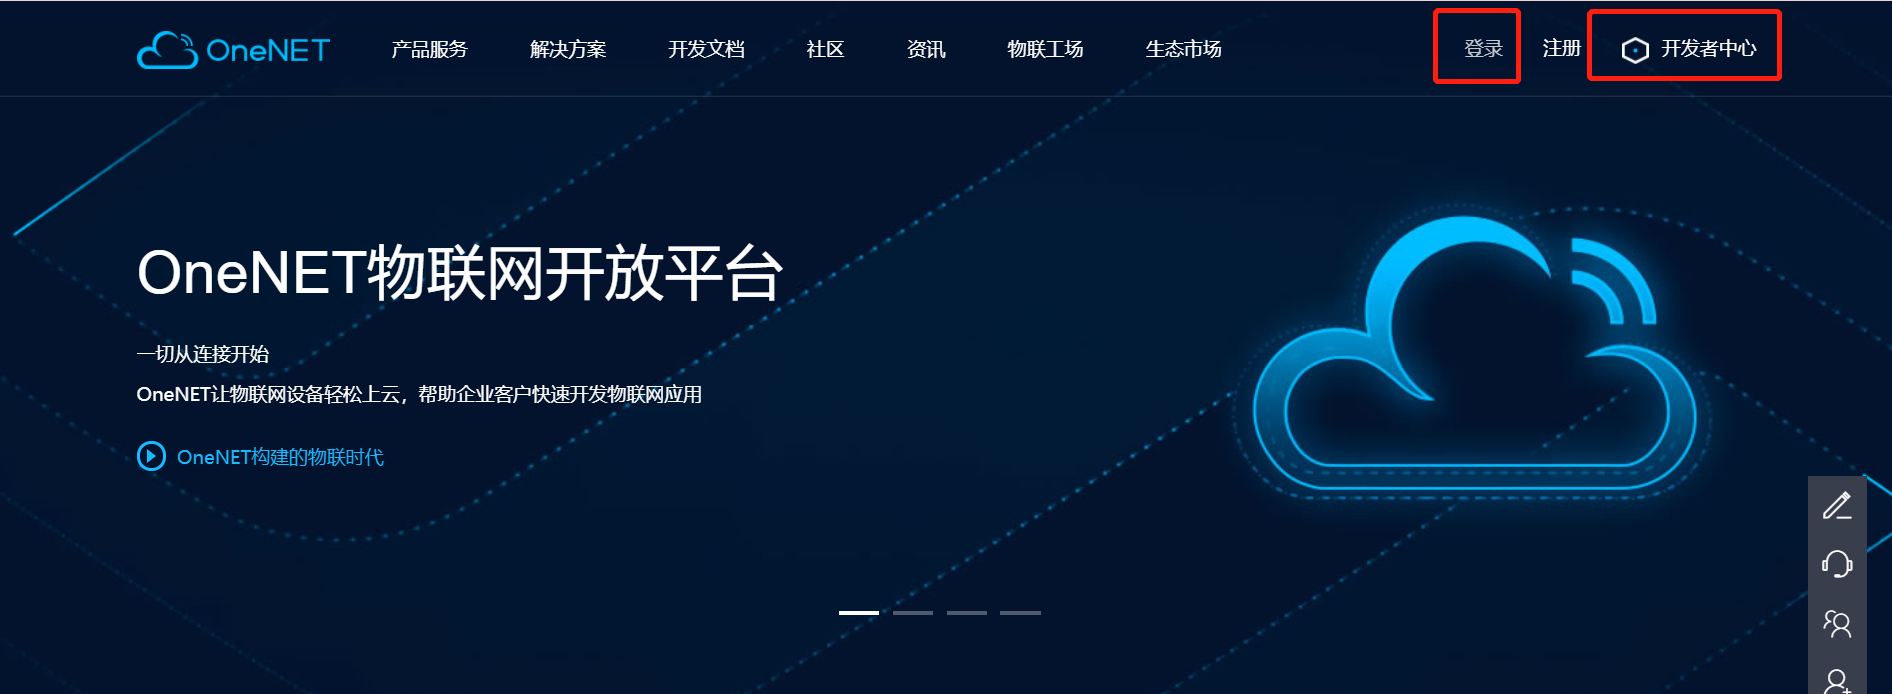 OneNET 产品服务 解决方案 开发文档 社区 资讯 物联工场 生态市场 登录 注册 开发者中心
OneNET物联网开放平台
一切从连接开始
OneNET让物联网设备轻松上云，帮助企业客户快速开发物联网应用
OneNET构建的物联时代